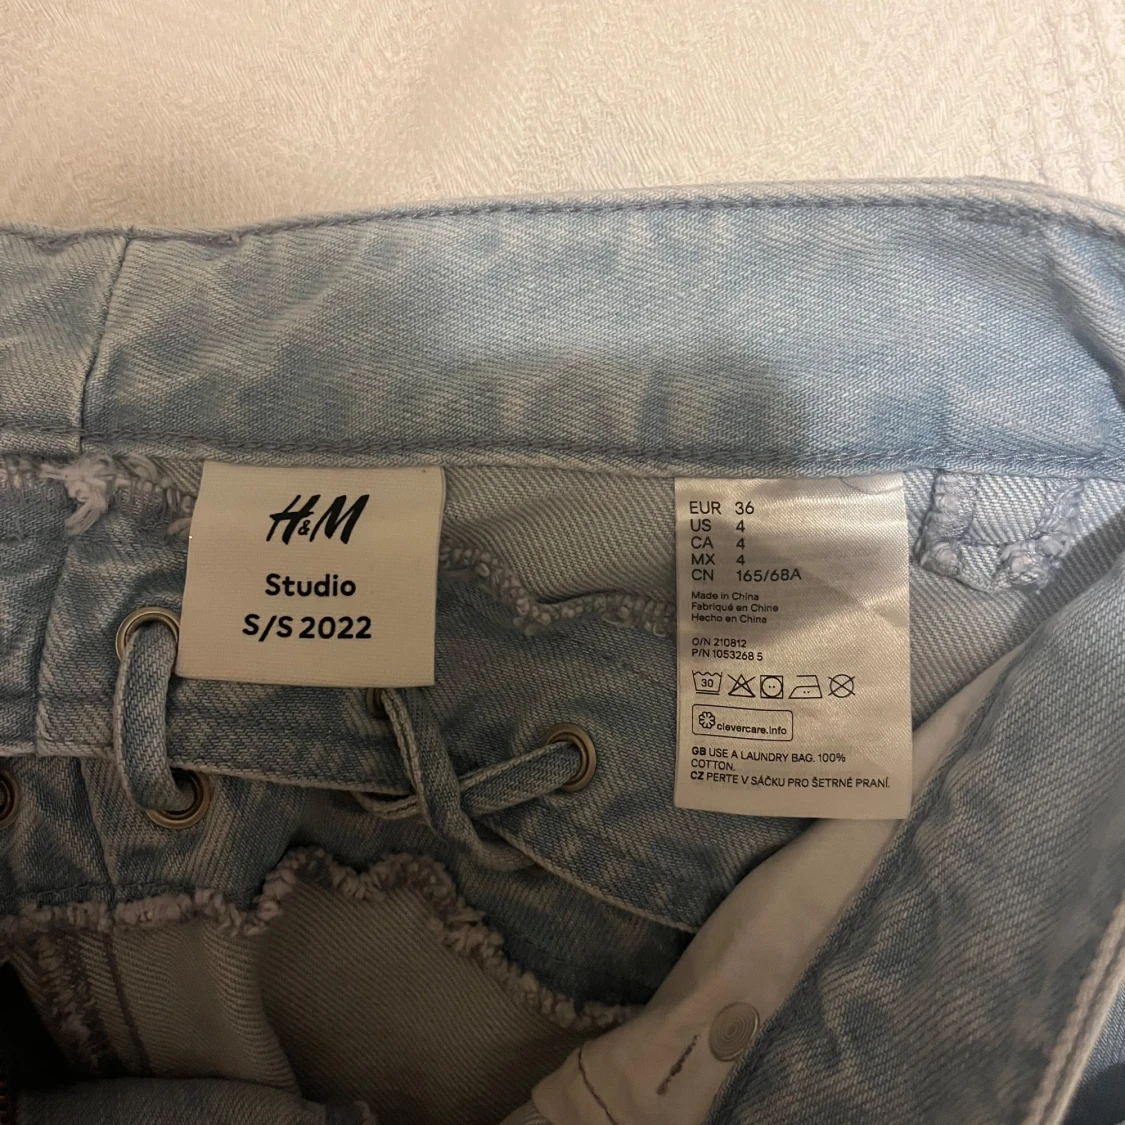 H&M
Studio
S/S 2022
EUR 36
US 4
CA 4
MX 4
CN 165/68A
Made in China
Fabriqué en Chine
Hecho en China
O/N 210812
P/N 1053268 5
30
clevercare.info
GB USE A LAUNDRY BAG. 100%
COTTON.
CZ PERTE V SÁČKU PRO ŠETRNÉ PRANÍ.